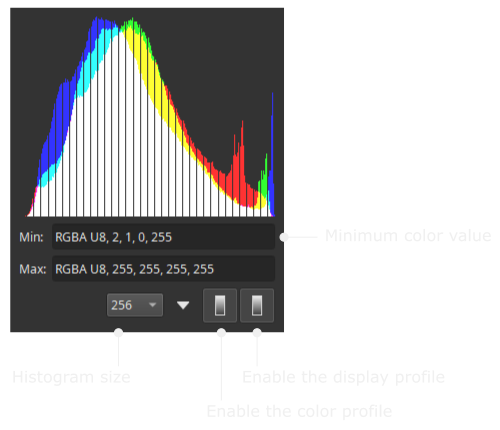 Min: RGBA U8, 2, 1, 0, 255
Minimum color value
Max: RGBA U8, 255, 255, 255, 255
256
Histogram size
Enable the display profile
Enable the color profile